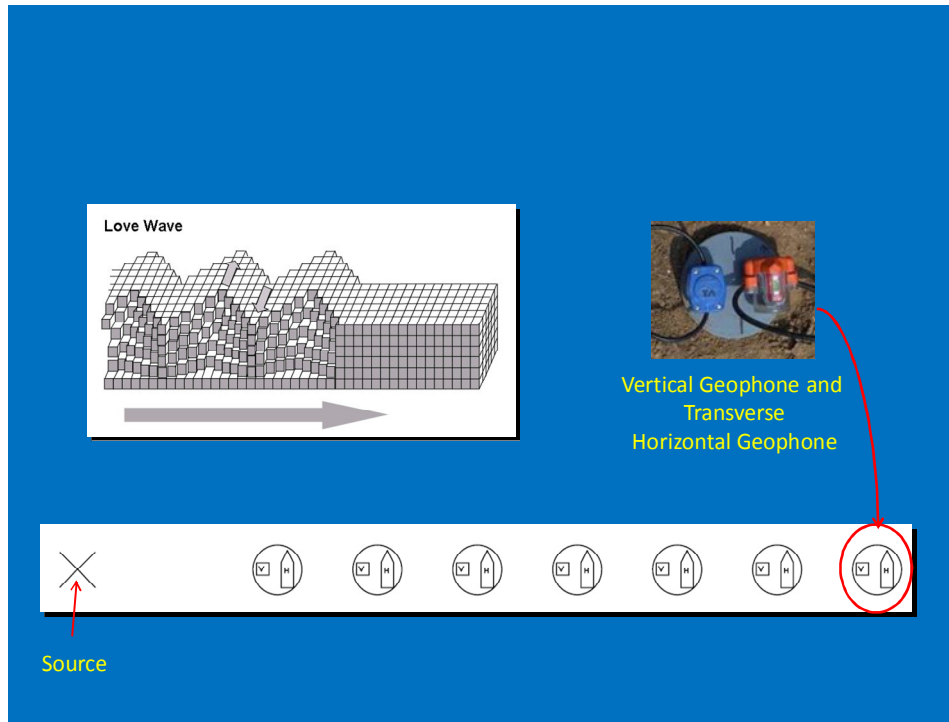 Love Wave
Vertical Geophone and
Transverse
Horizontal Geophone
V H V H V H V H V H V H V H
Source